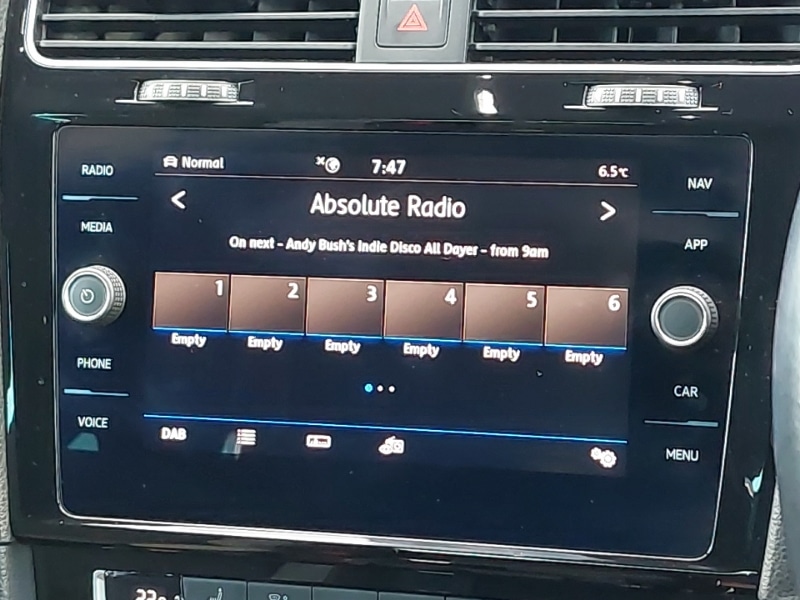 RADIO
MEDIA
PHONE
VOICE
Normal 7:47 6.5°C
< Absolute Radio >
On next - Andy Bush's Indie Disco All Dayer - from 9am
1 2 3 4 5 6
Empty Empty Empty Empty Empty Empty
DAB
NAV
APP
CAR
MENU